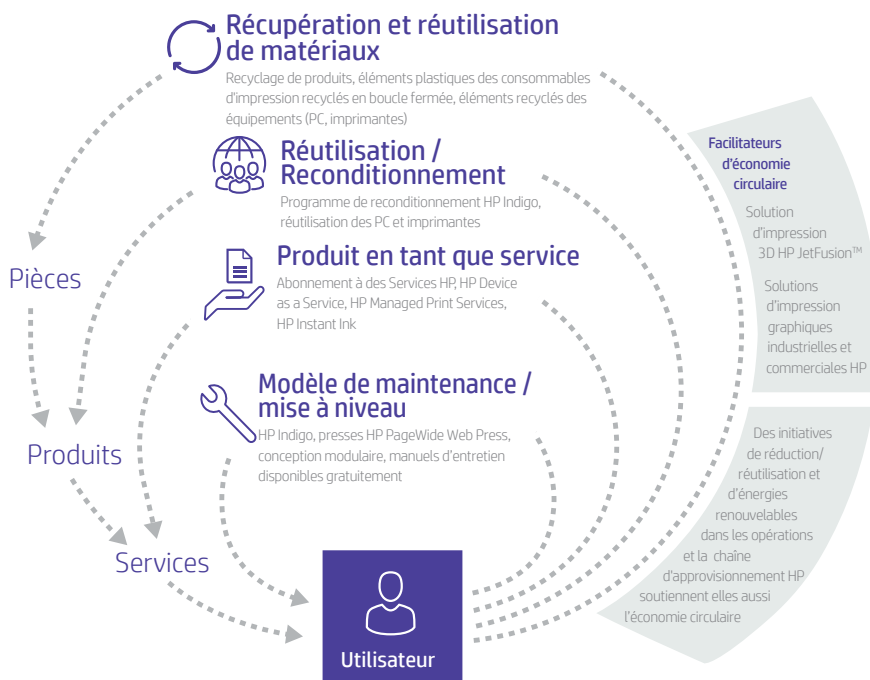 Récupération et réutilisation
de matériaux
Recyclage de produits, éléments plastiques des consommables
d'impression recyclés en boucle fermée, éléments recyclés des
équipements (PC, imprimantes)
Réutilisation /
Reconditionnement
Programme de reconditionnement HP Indigo,
réutilisation des PC et imprimantes
Produit en tant que service
Abonnement à des Services HP, HP Device
as a Service, HP Managed Print Services,
HP Instant Ink
Modèle de maintenance /
mise à niveau
HP Indigo, presses HP PageWide Web Press,
conception modulaire, manuels d'entretien
disponibles gratuitement
Pièces
Produits
Services
Utilisateur
Facilitateurs
d'économie
circulaire
Solution
d'impression
3D HP JetFusion™
Solutions
d'impression
graphiques
industrielles et
commerciales HP
Des initiatives
de réduction/
réutilisation et
d'énergies
renouvelables
dans les opérations
et la chaîne
d'approvisionnement HP
soutiennent elles aussi
l'économie circulaire